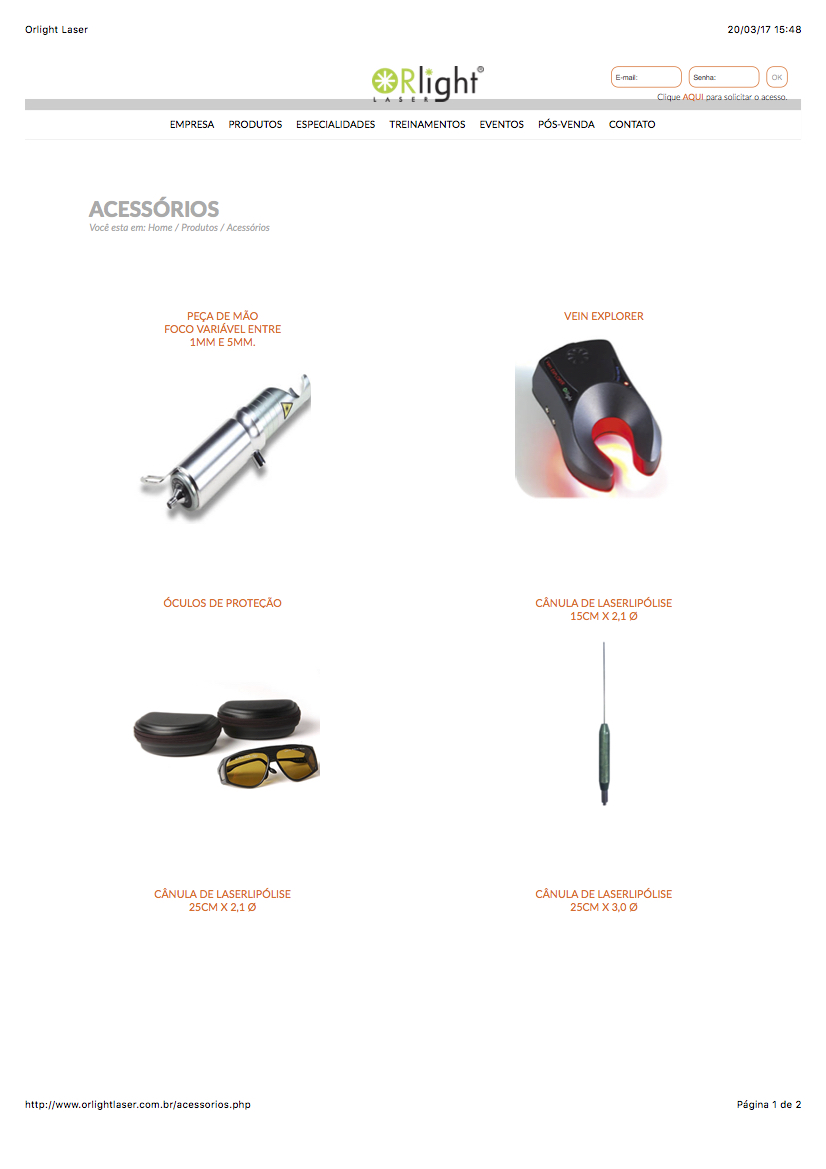 Orlight Laser
20/03/17 15:48
ORlight®
LASER
E-mail:
Senha:
OK
Clique AQUI para solicitar o acesso.
EMPRESA PRODUTOS ESPECIALIDADES TREINAMENTOS EVENTOS PÓS-VENDA CONTATO
ACESSÓRIOS
Você esta em: Home / Produtos / Acessórios
PEÇA DE MÃO
FOCO VARIÁVEL ENTRE
1MM E 5MM.
VEIN EXPLORER
ÓCULOS DE PROTEÇÃO
CÂNULA DE LASERLIPÓLISE
15CM X 2,1 Ø
CÂNULA DE LASERLIPÓLISE
25CM X 2,1 Ø
CÂNULA DE LASERLIPÓLISE
25CM X 3,0 Ø
http://www.orlightlaser.com.br/acessorios.php
Página 1 de 2